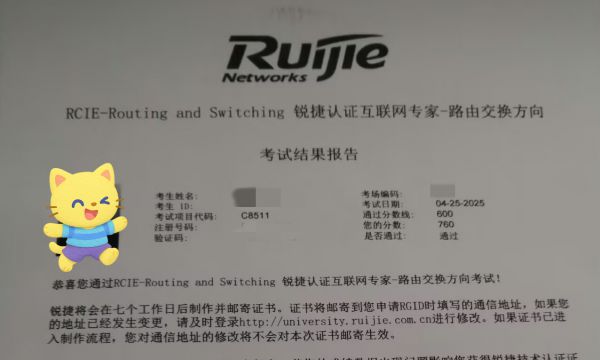 Ruijie
Networks
RCIE-Routing and Switching 锐捷认证互联网专家-路由交换方向
考试结果报告
考生姓名:
考场编码:
考生 ID:
考试日期: 04-25-2025
考试项目代码: C8511
通过分数线: 600
注册号码:
您的分数: 760
验证码:
是否通过: 通过
恭喜您通过RCIE-Routing and Switching 锐捷认证互联网专家-路由交换方向考试!
锐捷将会在七个工作日后制作并邮寄证书。证书将邮寄到您申请RGID时填写的通信地址，如果您
的地址已经发生变更，请及时登录http://university.ruijie.com.cn进行修改。如果证书已进
入制作流程，您对通信地址的修改将不会对本次证书邮寄生效。